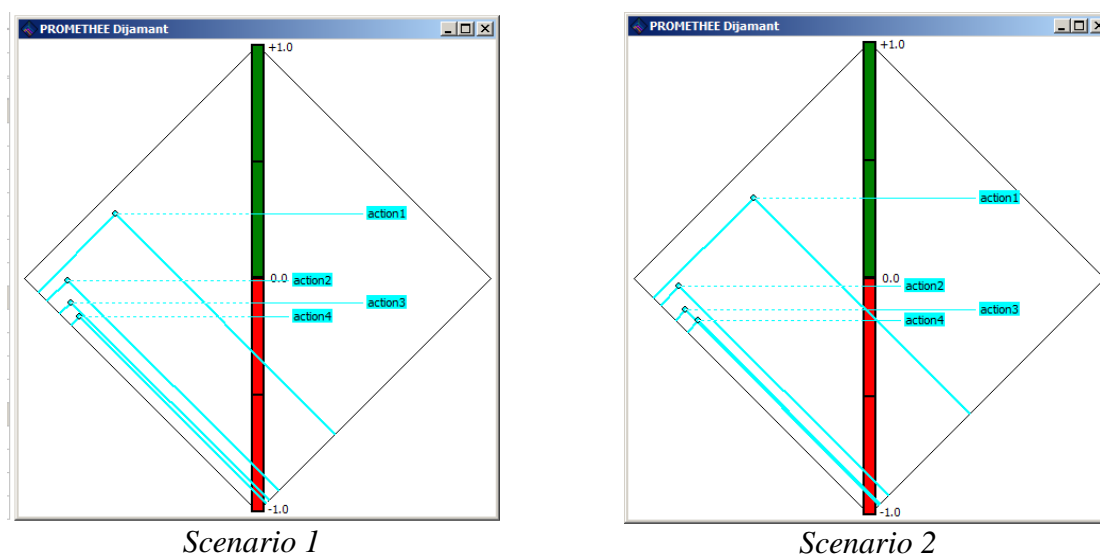 PROMETHEE Dijamant
+1.0
action1
0.0
action2
action3
action4
-1.0
Scenario 1
PROMETHEE Dijamant
+1.0
action1
0.0
action2
action3
action4
-1.0
Scenario 2